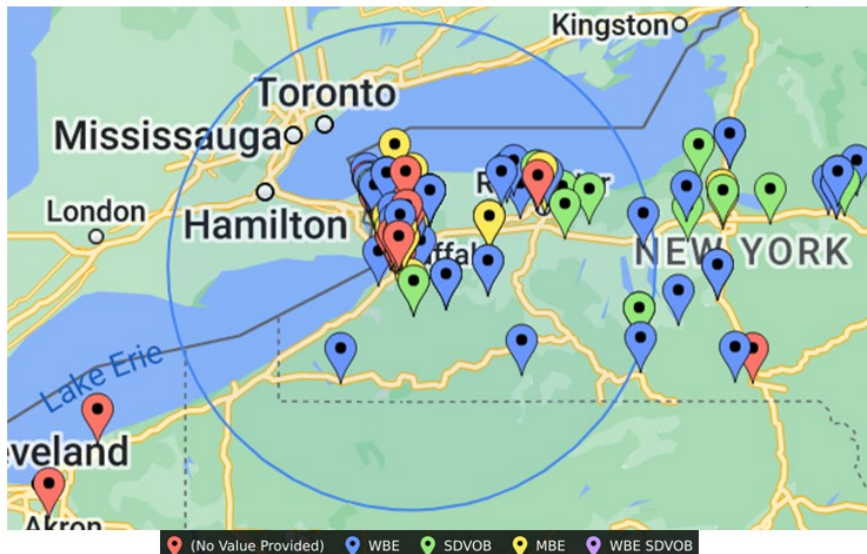 Kingston
Toronto
Mississauga
London
Hamilton
NEW YORK
Lake Erie
eveland
Akron
(No Value Provided)
WBE
SDVOB
MBE
WBE SDVOB